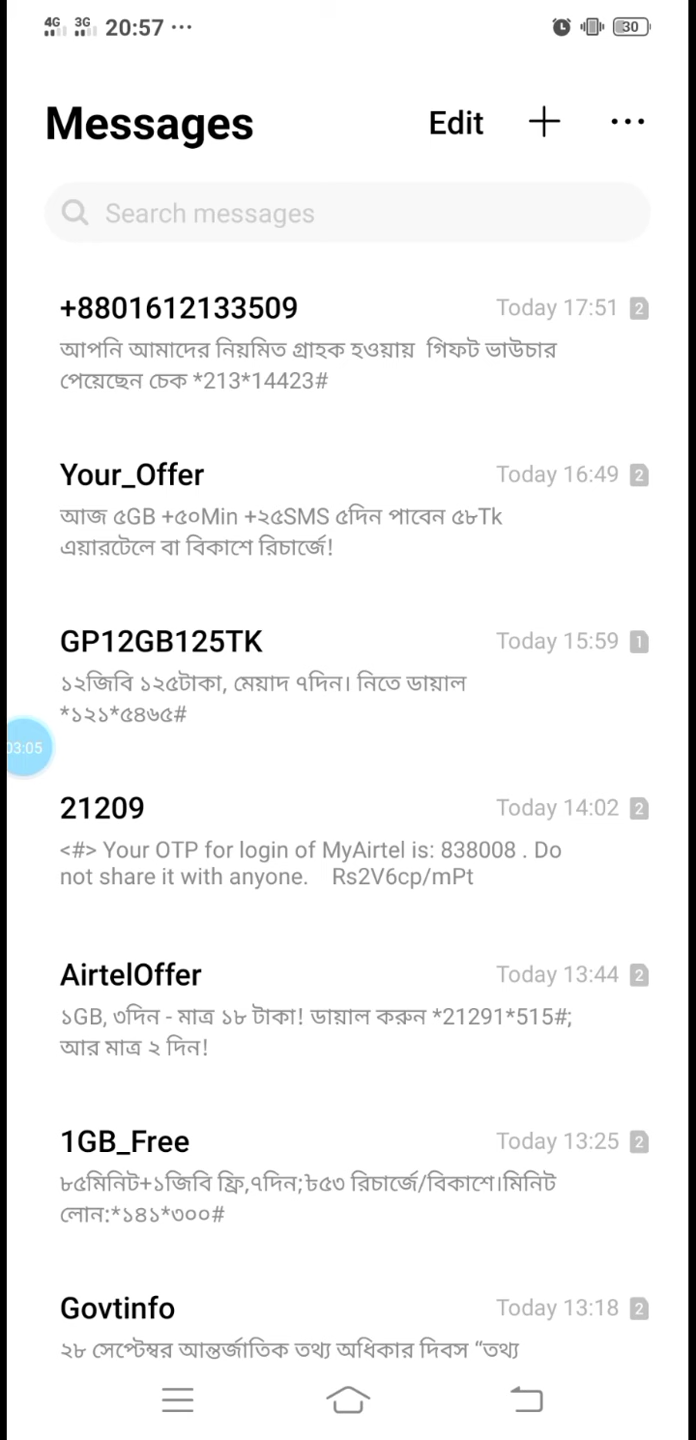 4G 3G 20:57 ... 30
Messages Edit + ...
Search messages
+8801612133509 Today 17:51 2
আপনি আমাদের নিয়মিত গ্রাহক হওয়ায় গিফট ভাউচার
পেয়েছেন চেক *213*14423#
Your_Offer Today 16:49 2
আজ ৫GB +৫০Min +২৫SMS ৫দিন পাবেন ৫৮Tk
এয়ারটেলে বা বিকাশে রিচার্জে!
GP12GB125TK Today 15:59 1
১২জিবি ১২৫টাকা, মেয়াদ ৭দিন। নিতে ডায়াল
*১২১*৫৪৬৫#
03:05
21209 Today 14:02 2
<#> Your OTP for login of MyAirtel is: 838008 . Do
not share it with anyone. Rs2V6cp/mPt
AirtelOffer Today 13:44 2
১GB, ৩দিন - মাত্র ১৮ টাকা! ডায়াল করুন *21291*515#;
আর মাত্র ২ দিন!
1GB_Free Today 13:25 2
৮৫মিনিট+১জিবি ফ্রি,৭দিন;৳৫৩ রিচার্জে/বিকাশে।মিনিট
লোন:*১৪১*৩০০#
Govtinfo Today 13:18 2
২৮ সেপ্টেম্বর আন্তর্জাতিক তথ্য অধিকার দিবস “তথ্য